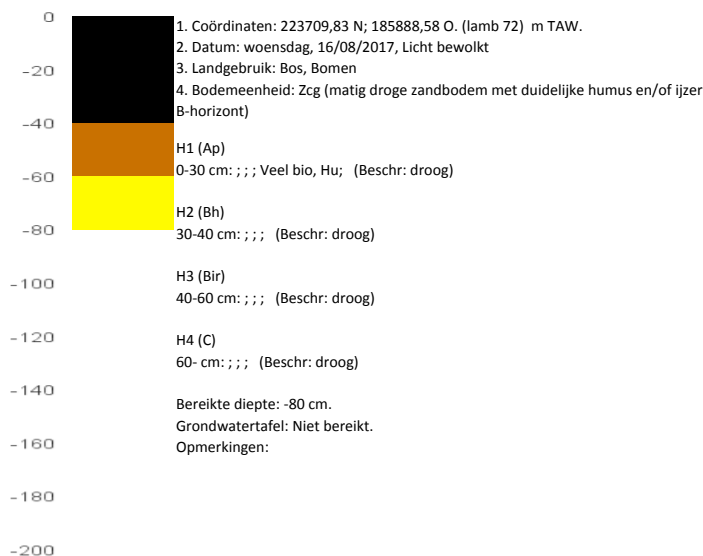 0
-20
-40
-60
-80
-100
-120
-140
-160
-180
-200
1. Coördinaten: 223709,83 N; 185888,58 O. (lamb 72)  m TAW.
2. Datum: woensdag, 16/08/2017, Licht bewolkt
3. Landgebruik: Bos, Bomen
4. Bodemeenheid: Zcg (matig droge zandbodem met duidelijke humus en/of ijzer
B-horizont)
H1 (Ap)
0-30 cm: ; ; ; Veel bio, Hu;   (Beschr: droog)
H2 (Bh)
30-40 cm: ; ; ;   (Beschr: droog)
H3 (Bir)
40-60 cm: ; ; ;   (Beschr: droog)
H4 (C)
60- cm: ; ; ;   (Beschr: droog)
Bereikte diepte: -80 cm.
Grondwatertafel: Niet bereikt.
Opmerkingen: